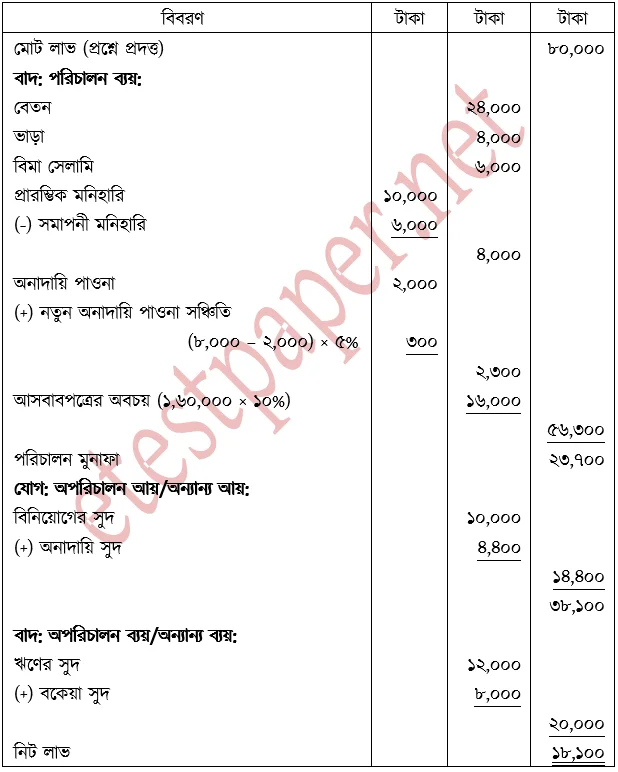 বিবরণ টাকা টাকা টাকা
মোট লাভ (প্রশ্নে প্রদত্ত) ৮০,০০০
বাদ: পরিচালন ব্যয়:
বেতন ২৪,০০০
ভাড়া ৪,০০০
বিমা সেলামি ৬,০০০
প্রারম্ভিক মনিহারি ১০,০০০
(-) সমাপনী মনিহারি ৬,০০০
৪,০০০
অনাদায়ি পাওনা ২,০০০
(+) নতুন অনাদায়ি পাওনা সঞ্চিতি
(৮,০০০ – ২,০০০) × ৫% ৩০০
২,৩০০
আসবাবপত্রের অবচয় (১,৬০,০০০ × ১০%) ১৬,০০০
৫৬,৩০০
পরিচালন মুনাফা ২৩,৭০০
যোগ: অপরিচালন আয়/অন্যান্য আয়:
বিনিয়োগের সুদ ১০,০০০
(+) অনাদায়ি সুদ ৪,৪০০
১৪,৪০০
৩৮,১০০
বাদ: অপরিচালন ব্যয়/অন্যান্য ব্যয়:
ঋণের সুদ ১২,০০০
(+) বকেয়া সুদ ৮,০০০
২০,০০০
নিট লাভ ১৮,১০০
etestpaper.net